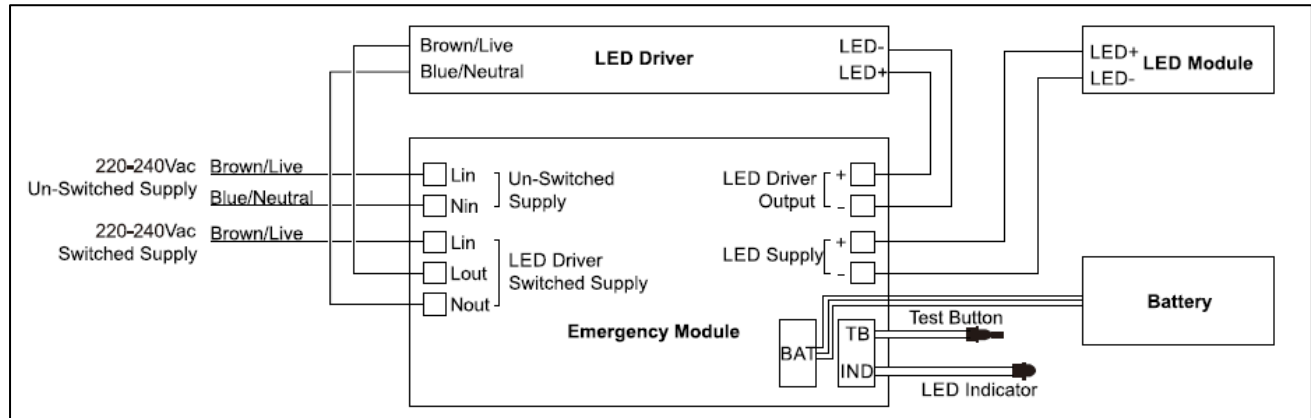 Brown/Live
Blue/Neutral
LED Driver
LED-
LED+
LED+
LED-
LED Module
220-240Vac
Un-Switched Supply
Brown/Live
Blue/Neutral
220-240Vac
Switched Supply
Brown/Live
Lin
Nin
Un-Switched
Supply
Lin
Lout
Nout
LED Driver
Switched Supply
LED Driver
Output
+
-
LED Supply
+
-
Emergency Module
BAT
TB
IND
Test Button
LED Indicator
Battery